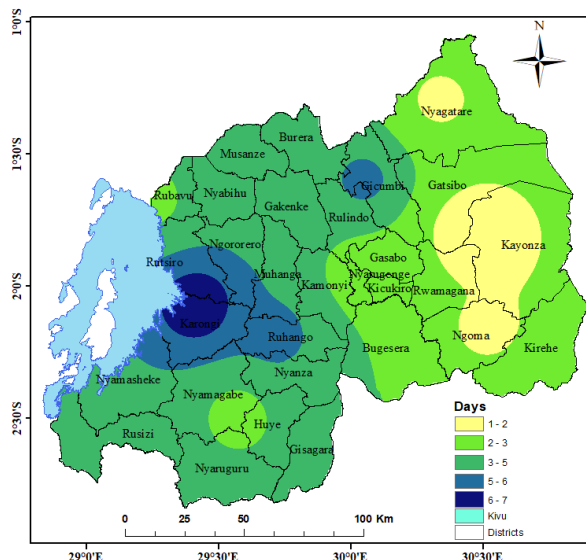 1°0'S
N
Nyagatare
Burera
Musanze
1°30'S
Gicumbi
Gatsibo
Rubavu
Nyabihu
Gakenke
Rulindo
Ngororero
Kayonza
Gasabo
Rutsiro
Muhanga
Nyarugenge
2°0'S
Kamonyi
Kicukiro
Rwamagana
Karongi
Ruhango
Ngoma
Bugesera
Kirehe
Nyanza
Nyamasheke
Nyamagabe
2°30'S
Huye
Rusizi
Gisagara
Nyaruguru
Days
1 - 2
2 - 3
3 - 5
5 - 6
6 - 7
Kivu
Districts
0 25 50 100 Km
29°0'E 29°30'E 30°0'E 30°30'E